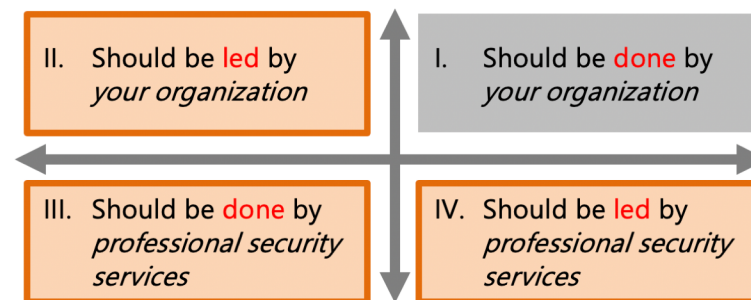 II. Should be led by
your organization
I. Should be done by
your organization
III. Should be done by
professional security
services
IV. Should be led by
professional security
services